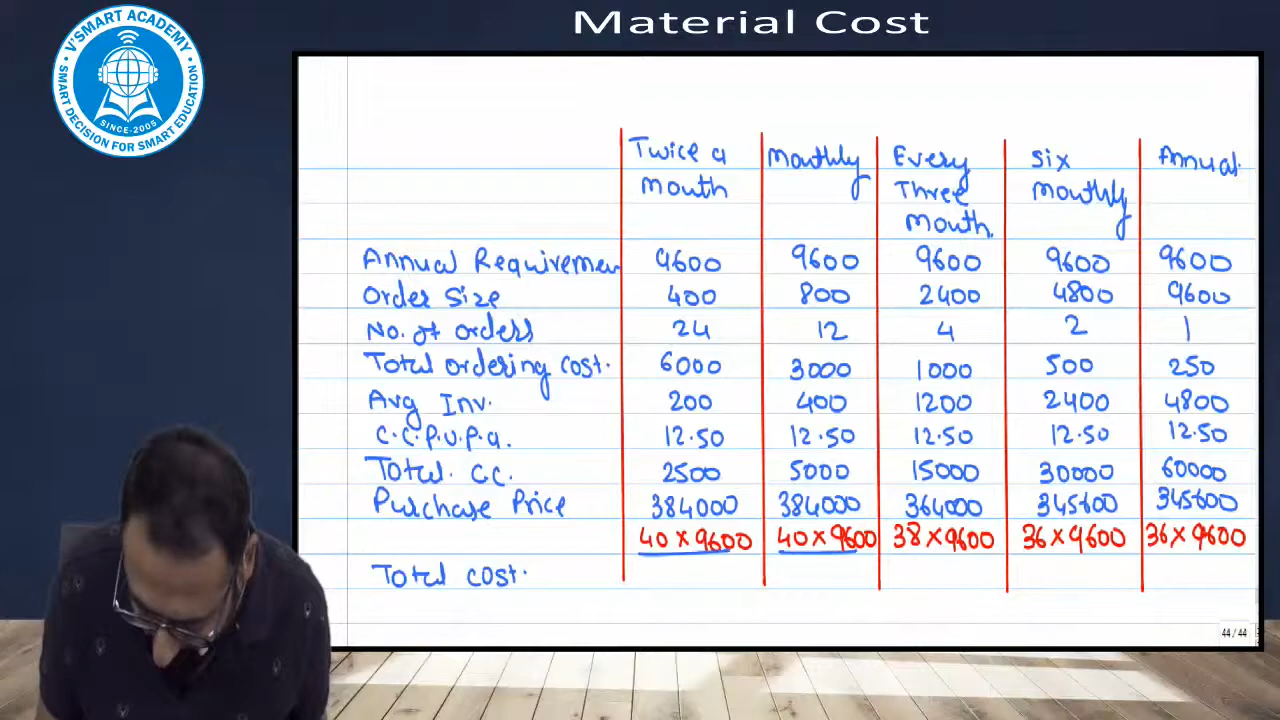 Material Cost
V'SMART ACADEMY
SMART DECISION FOR SMART EDUCATION
SINCE-2005
Twice a Month Monthly Every Three Month. Six Monthly Annual.
Annual Requiremen 9600 9600 9600 9600 9600
Order Size 400 800 2400 4800 9600
No. of orders 24 12 4 2 1
Total ordering cost. 6000 3000 1000 500 250
Avg Inv. 200 400 1200 2400 4800
C.C.P.U.P.a. 12.50 12.50 12.50 12.50 12.50
Total C.C. 2500 5000 15000 30000 60000
Purchase Price 384000 384000 364000 345600 345600
40 × 9600 40 × 9600 38 × 9600 36 × 9600 36 × 9600
Total cost.
44 / 44